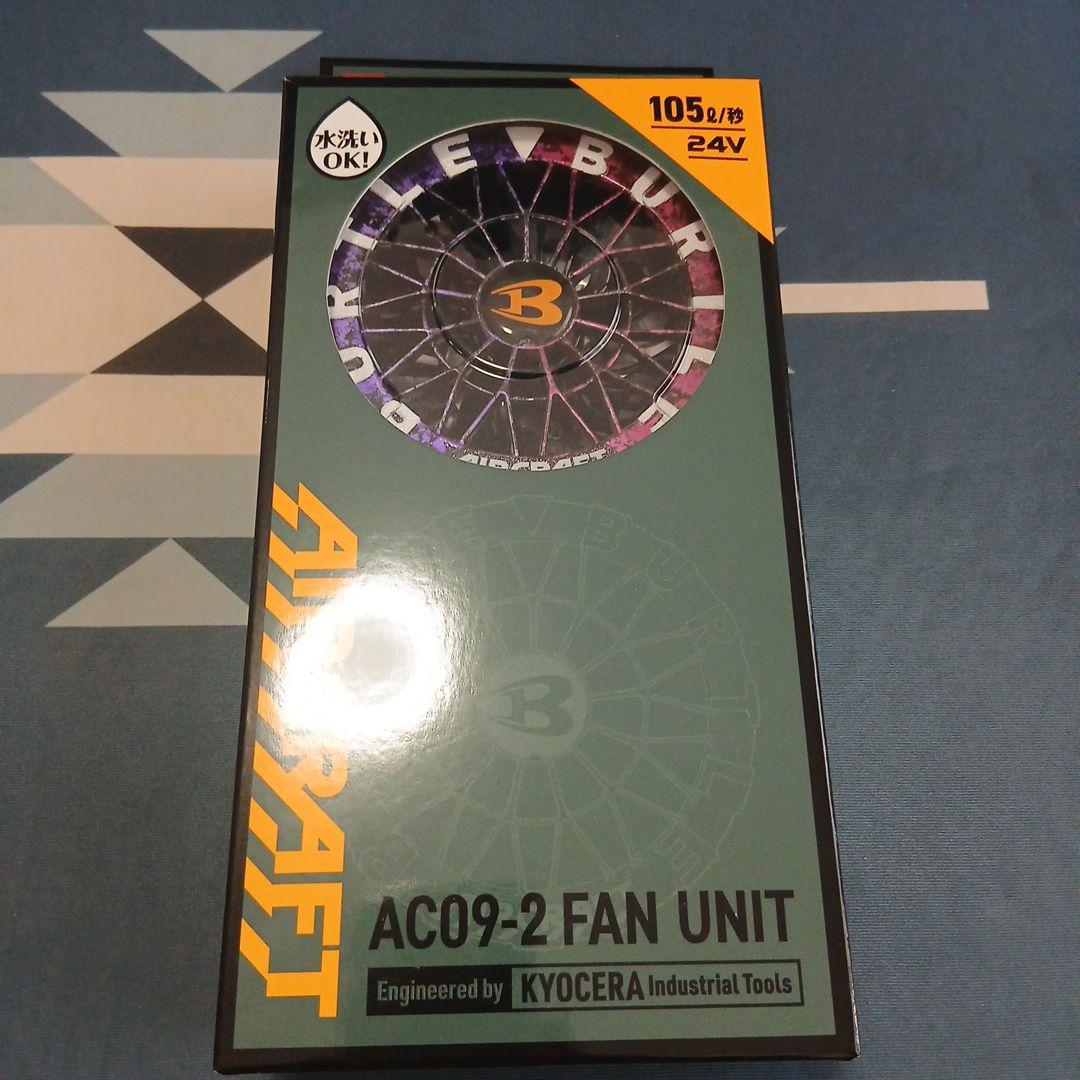 水洗い
OK!
105ℓ/秒
24V
BURTLE▼BURTLE
AIRCRAFT
B
AIRCRAFT
AC09-2 FAN UNIT
Engineered by KYOCERA Industrial Tools